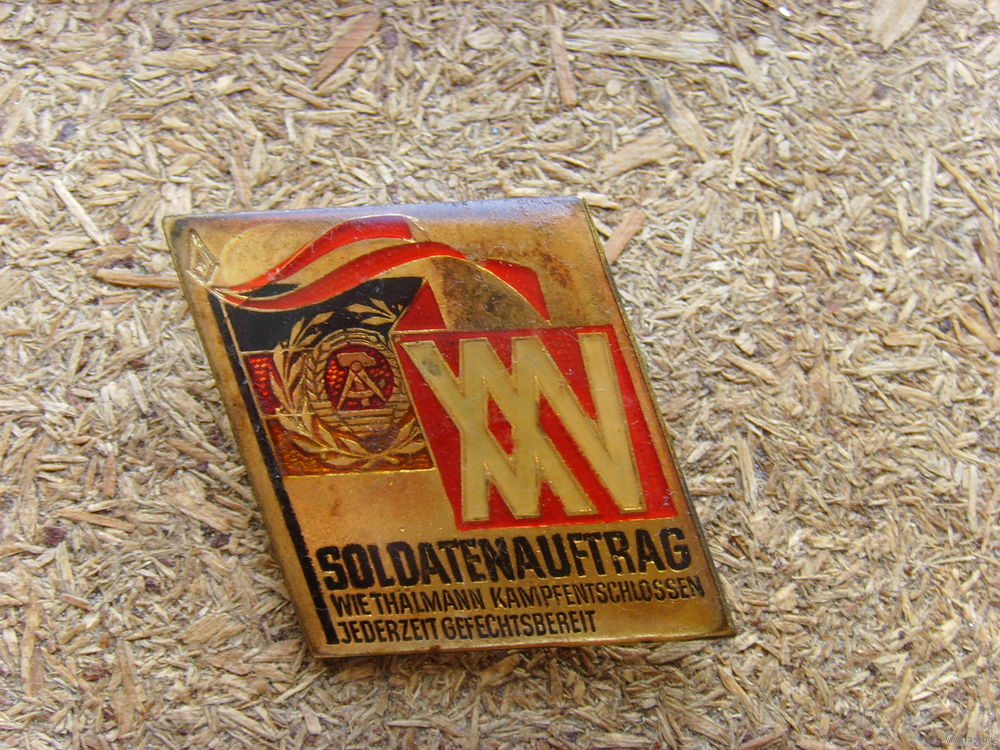 XXV
SOLDATENAUFTRAG
WIE THÄLMANN KAMPFENTSCHLOSSEN
JEDERZEIT GEFECHTSBEREIT